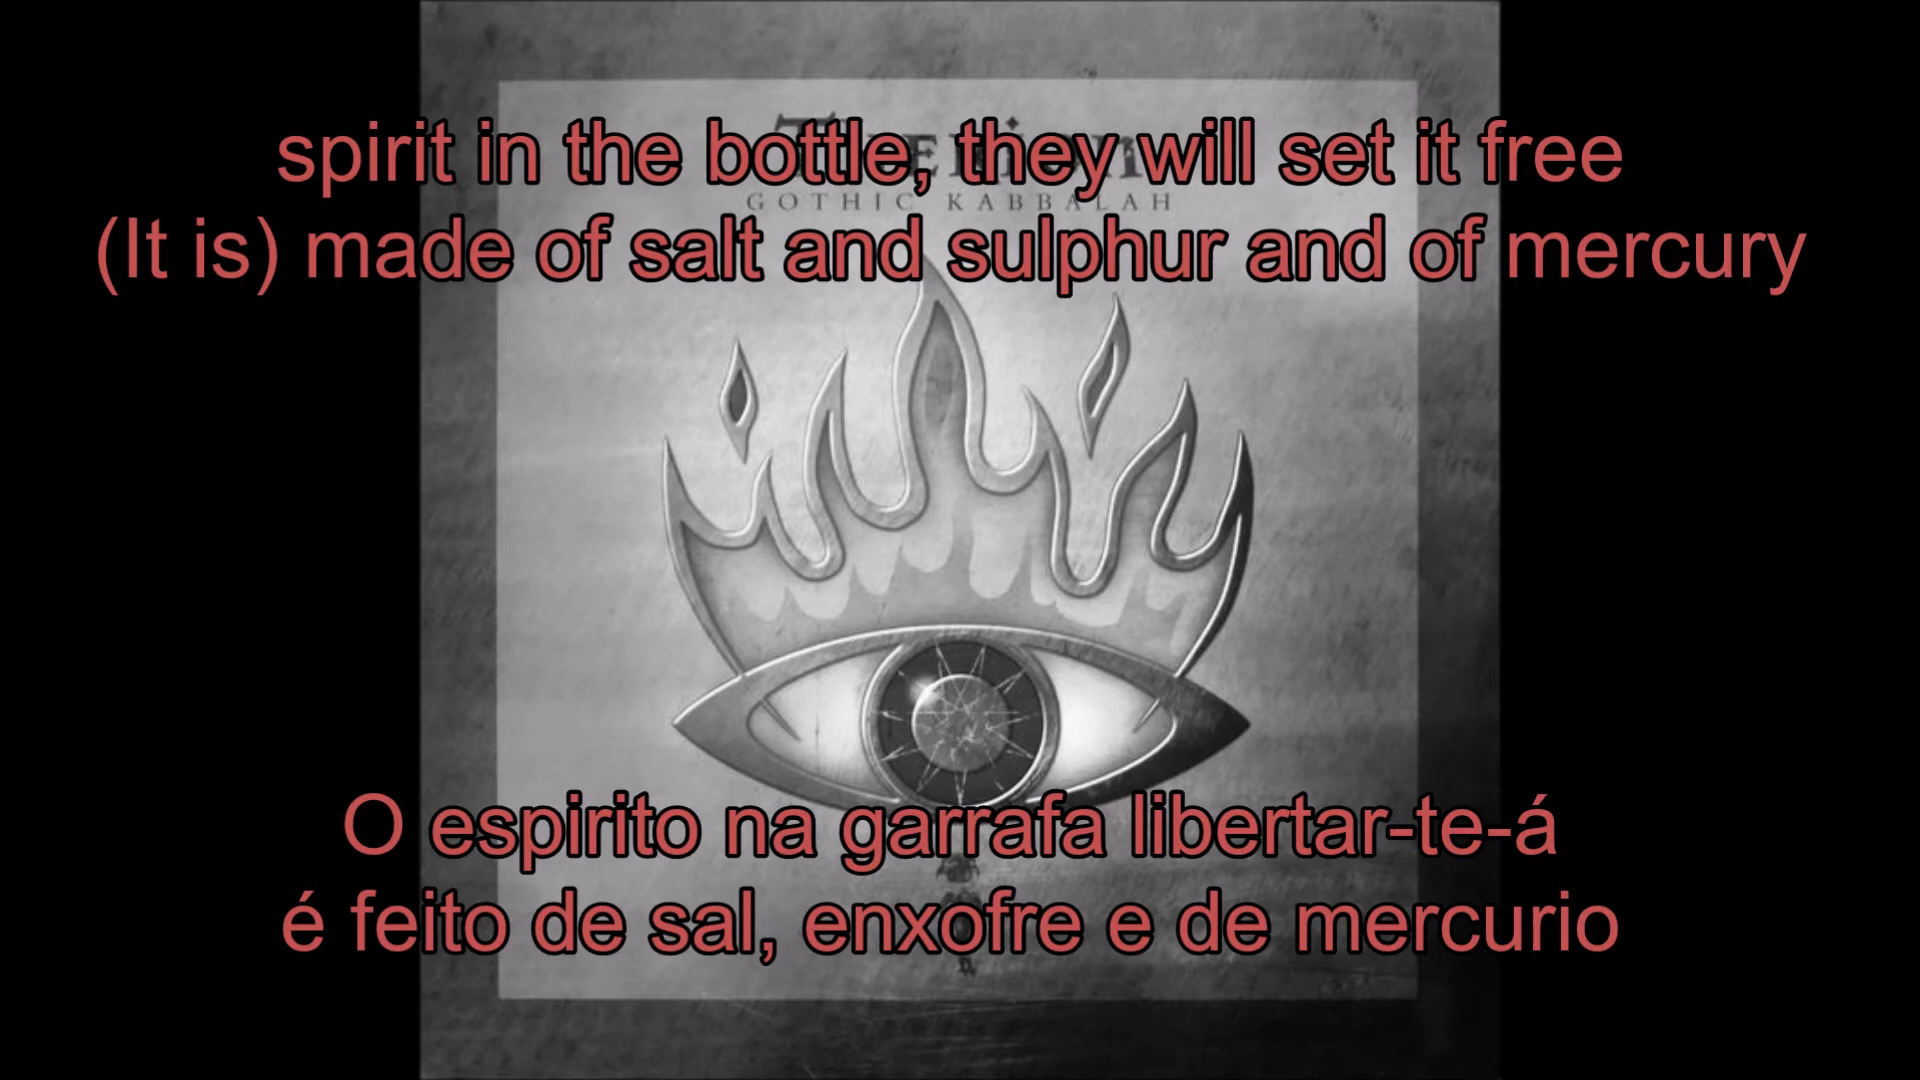 spirit in the bottle, they will set it free
Therion
GOTHIC KABBALAH
(It is) made of salt and sulphur and of mercury
O espirito na garrafa libertar-te-á
é feito de sal, enxofre e de mercurio